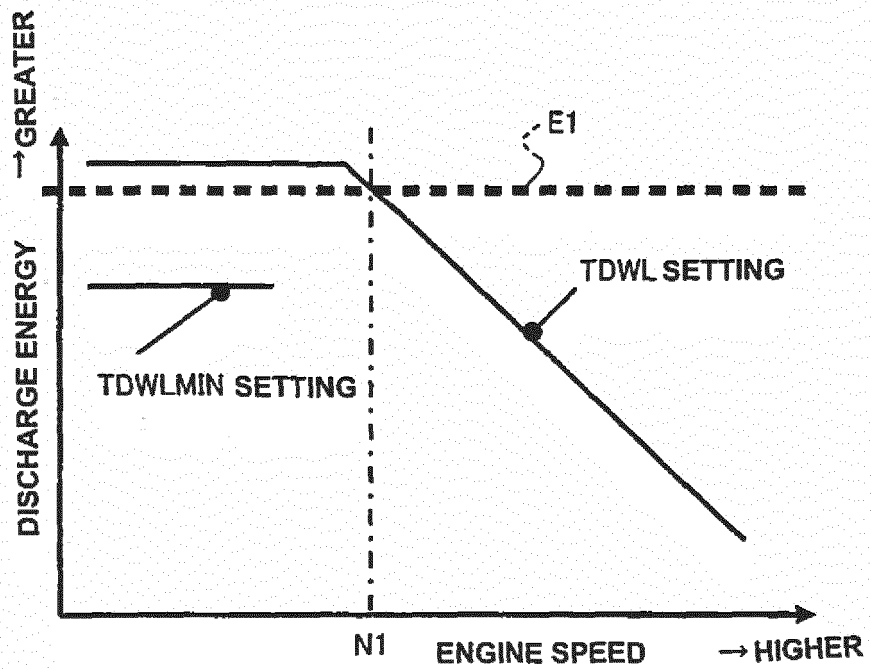 →GREATER
DISCHARGE ENERGY
E1
TDWL SETTING
TDWLMIN SETTING
N1
ENGINE SPEED
→HIGHER